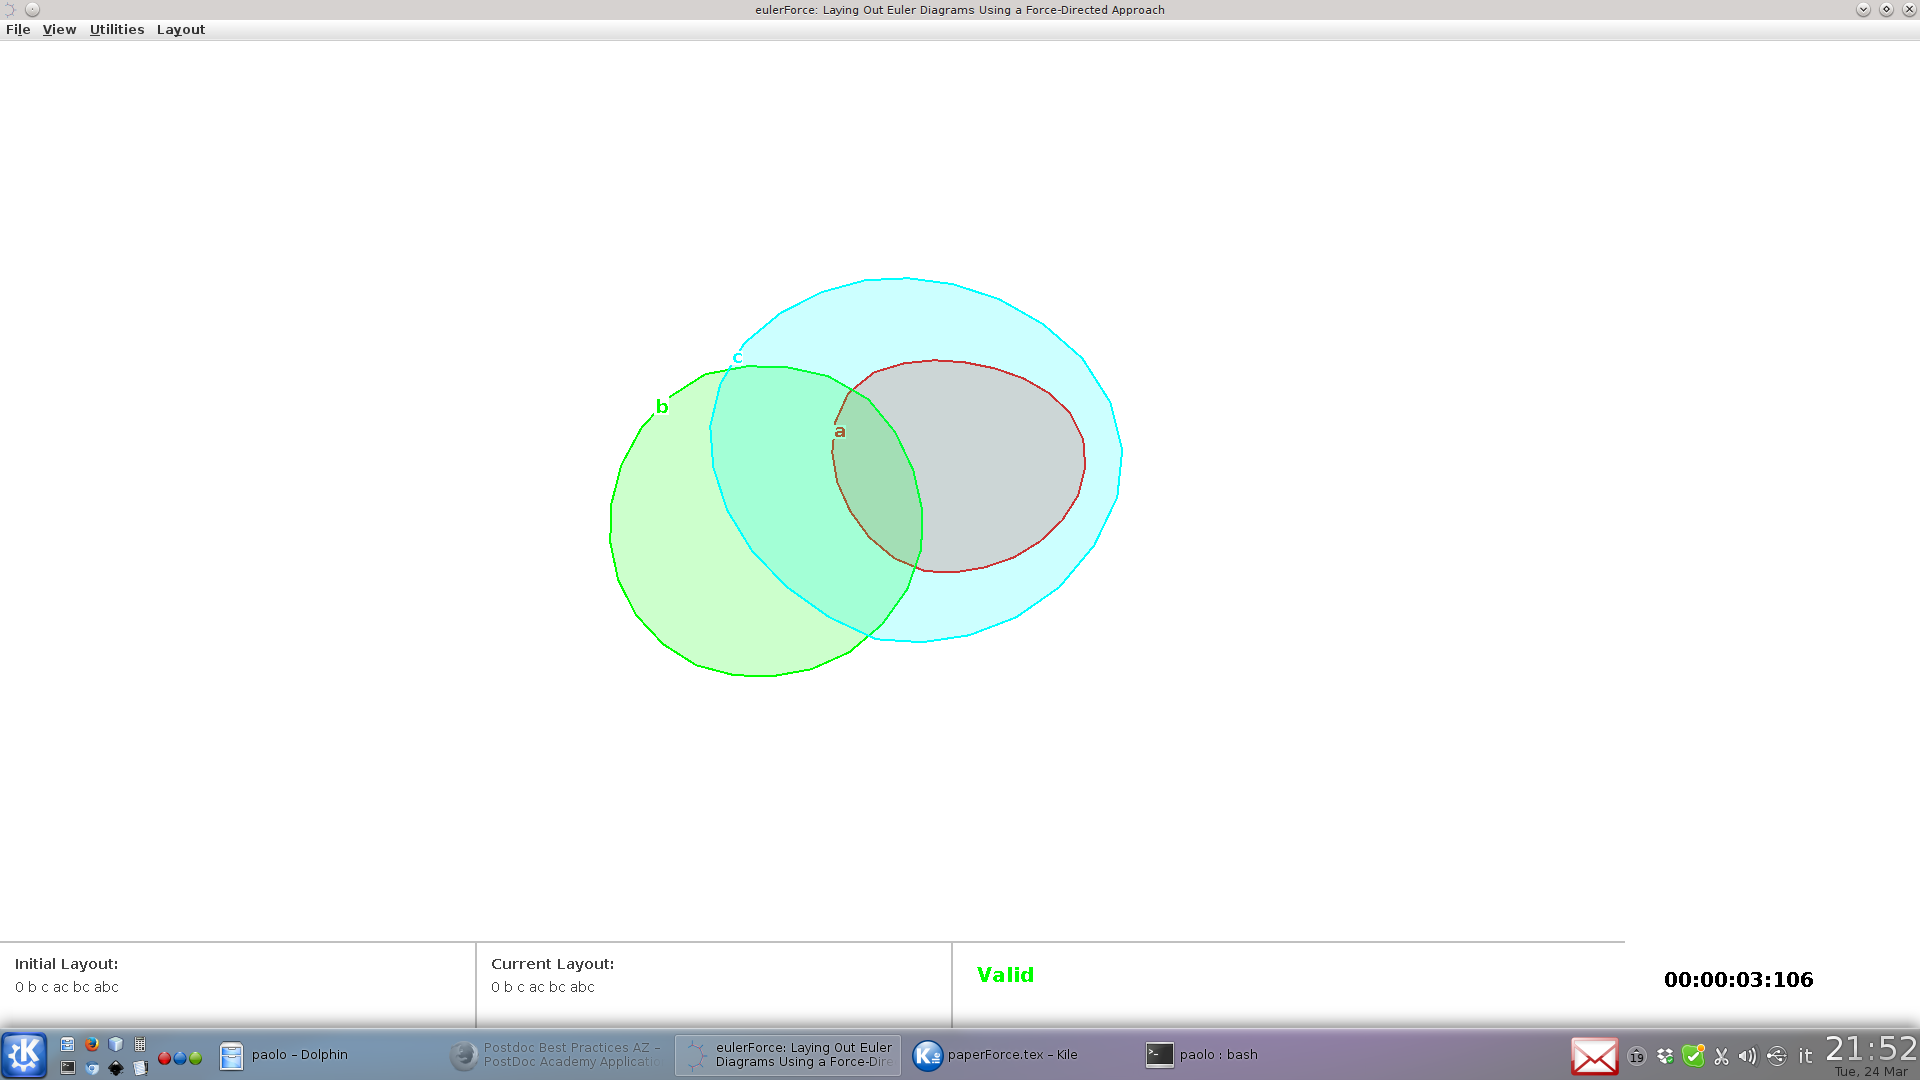 eulerForce: Laying Out Euler Diagrams Using a Force-Directed Approach
File View Utilities Layout
c
b
a
Initial Layout:
0 b c ac bc abc
Current Layout:
0 b c ac bc abc
Valid
00:00:03:106
paolo – Dolphin
Postdoc Best Practices AZ –
PostDoc Academy Applicatio
eulerForce: Laying Out Euler
Diagrams Using a Force-Dire
paperForce.tex – Kile
paolo : bash
19
it
21:52
Tue, 24 Mar